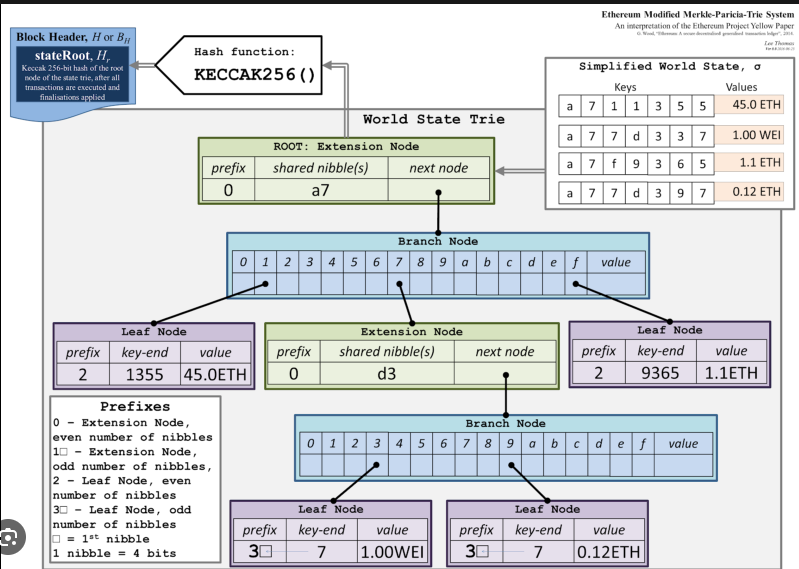 Ethereum Modified Merkle-Paricia-Trie System
An interpretation of the Ethereum Project Yellow Paper
G. Wood, "Ethereum: A secure decentralised generalised transaction ledger", 2014.
Lee Thomas
Block Header, H or B_H
stateRoot, H_r
Keccak 256-bit hash of the root
node of the state trie, after all
transactions are executed and
finalisations applied
Hash function:
KECCAK256()
Simplified World State, σ
Keys Values
a 7 1 1 3 5 5 45.0 ETH
a 7 7 d 3 3 7 1.00 WEI
a 7 f 9 3 6 5 1.1 ETH
a 7 7 d 3 9 7 0.12 ETH
World State Trie
ROOT: Extension Node
prefix shared nibble(s) next node
0 a7
Branch Node
0 1 2 3 4 5 6 7 8 9 a b c d e f value
Leaf Node
prefix key-end value
2 1355 45.0ETH
Extension Node
prefix shared nibble(s) next node
0 d3
Leaf Node
prefix key-end value
2 9365 1.1ETH
Prefixes
0 - Extension Node,
even number of nibbles
1□ - Extension Node,
odd number of nibbles,
2 - Leaf Node, even
number of nibbles
3□ - Leaf Node, odd
number of nibbles
□ = 1st nibble
1 nibble = 4 bits
Branch Node
0 1 2 3 4 5 6 7 8 9 a b c d e f value
Leaf Node
prefix key-end value
3□ 7 1.00WEI
Leaf Node
prefix key-end value
3□ 7 0.12ETH